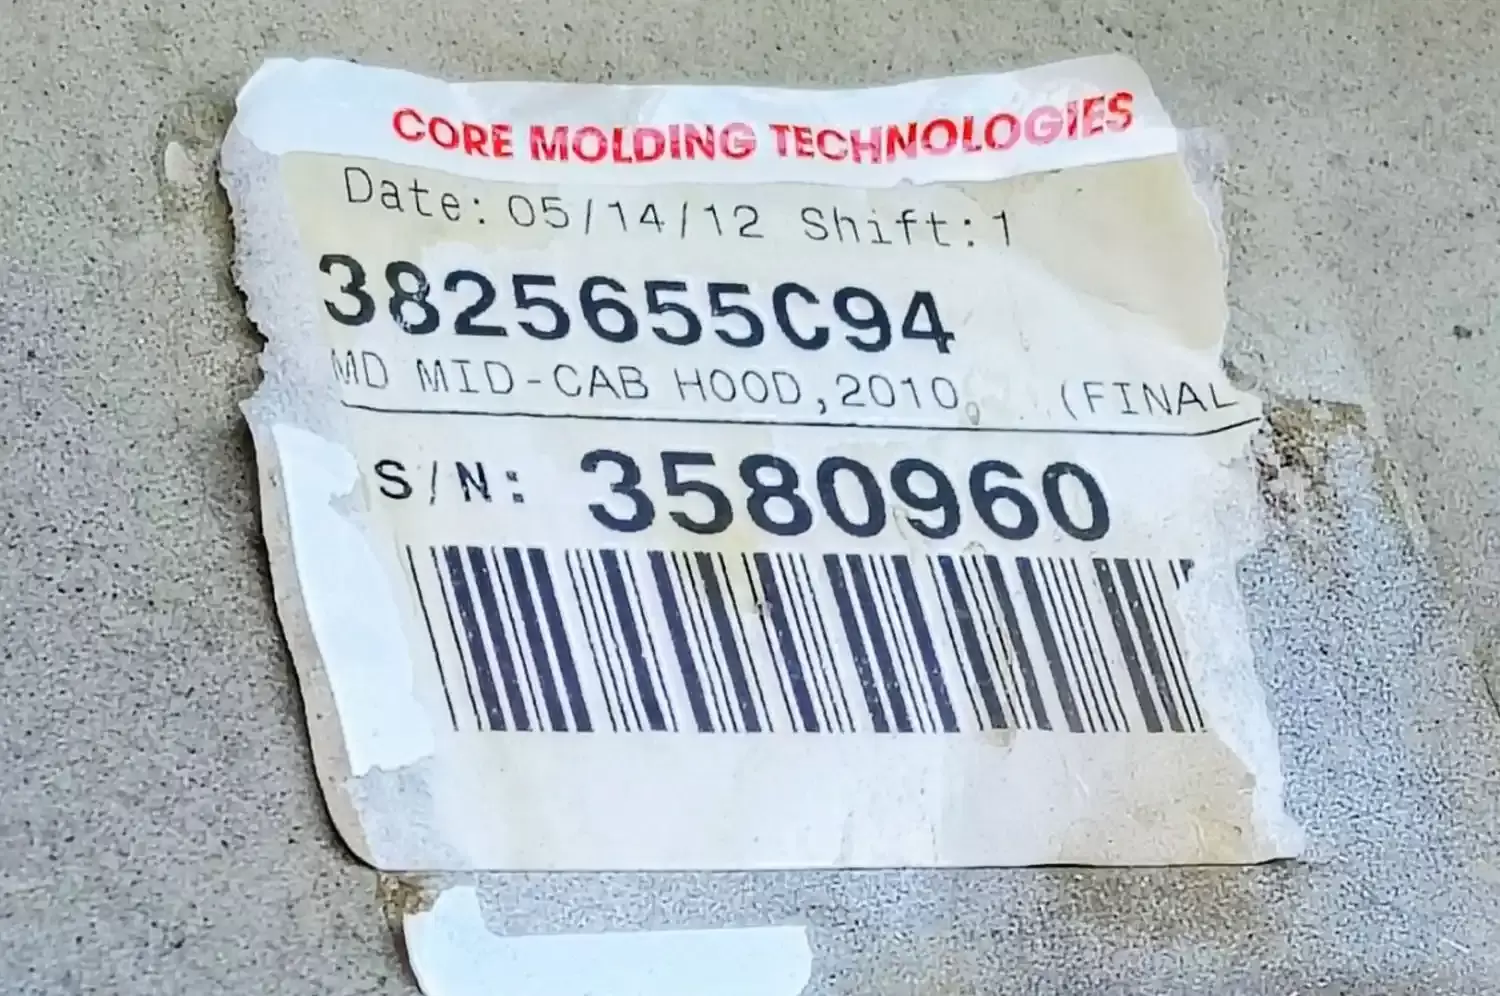 CORE MOLDING TECHNOLOGIES
Date: 05/14/12 Shift:1
3825655C94
MD MID-CAB HOOD,2010, (FINAL
S/N: 3580960